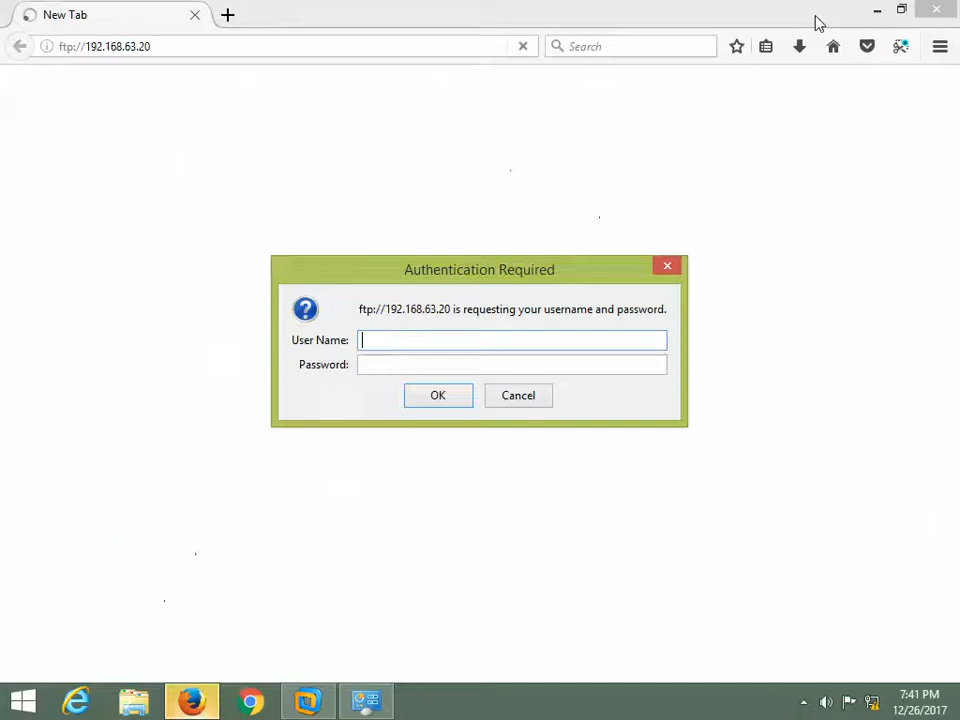 New Tab
ftp://192.168.63.20
Search
Authentication Required
ftp://192.168.63.20 is requesting your username and password.
User Name:
Password:
OK
Cancel
7:41 PM
12/26/2017